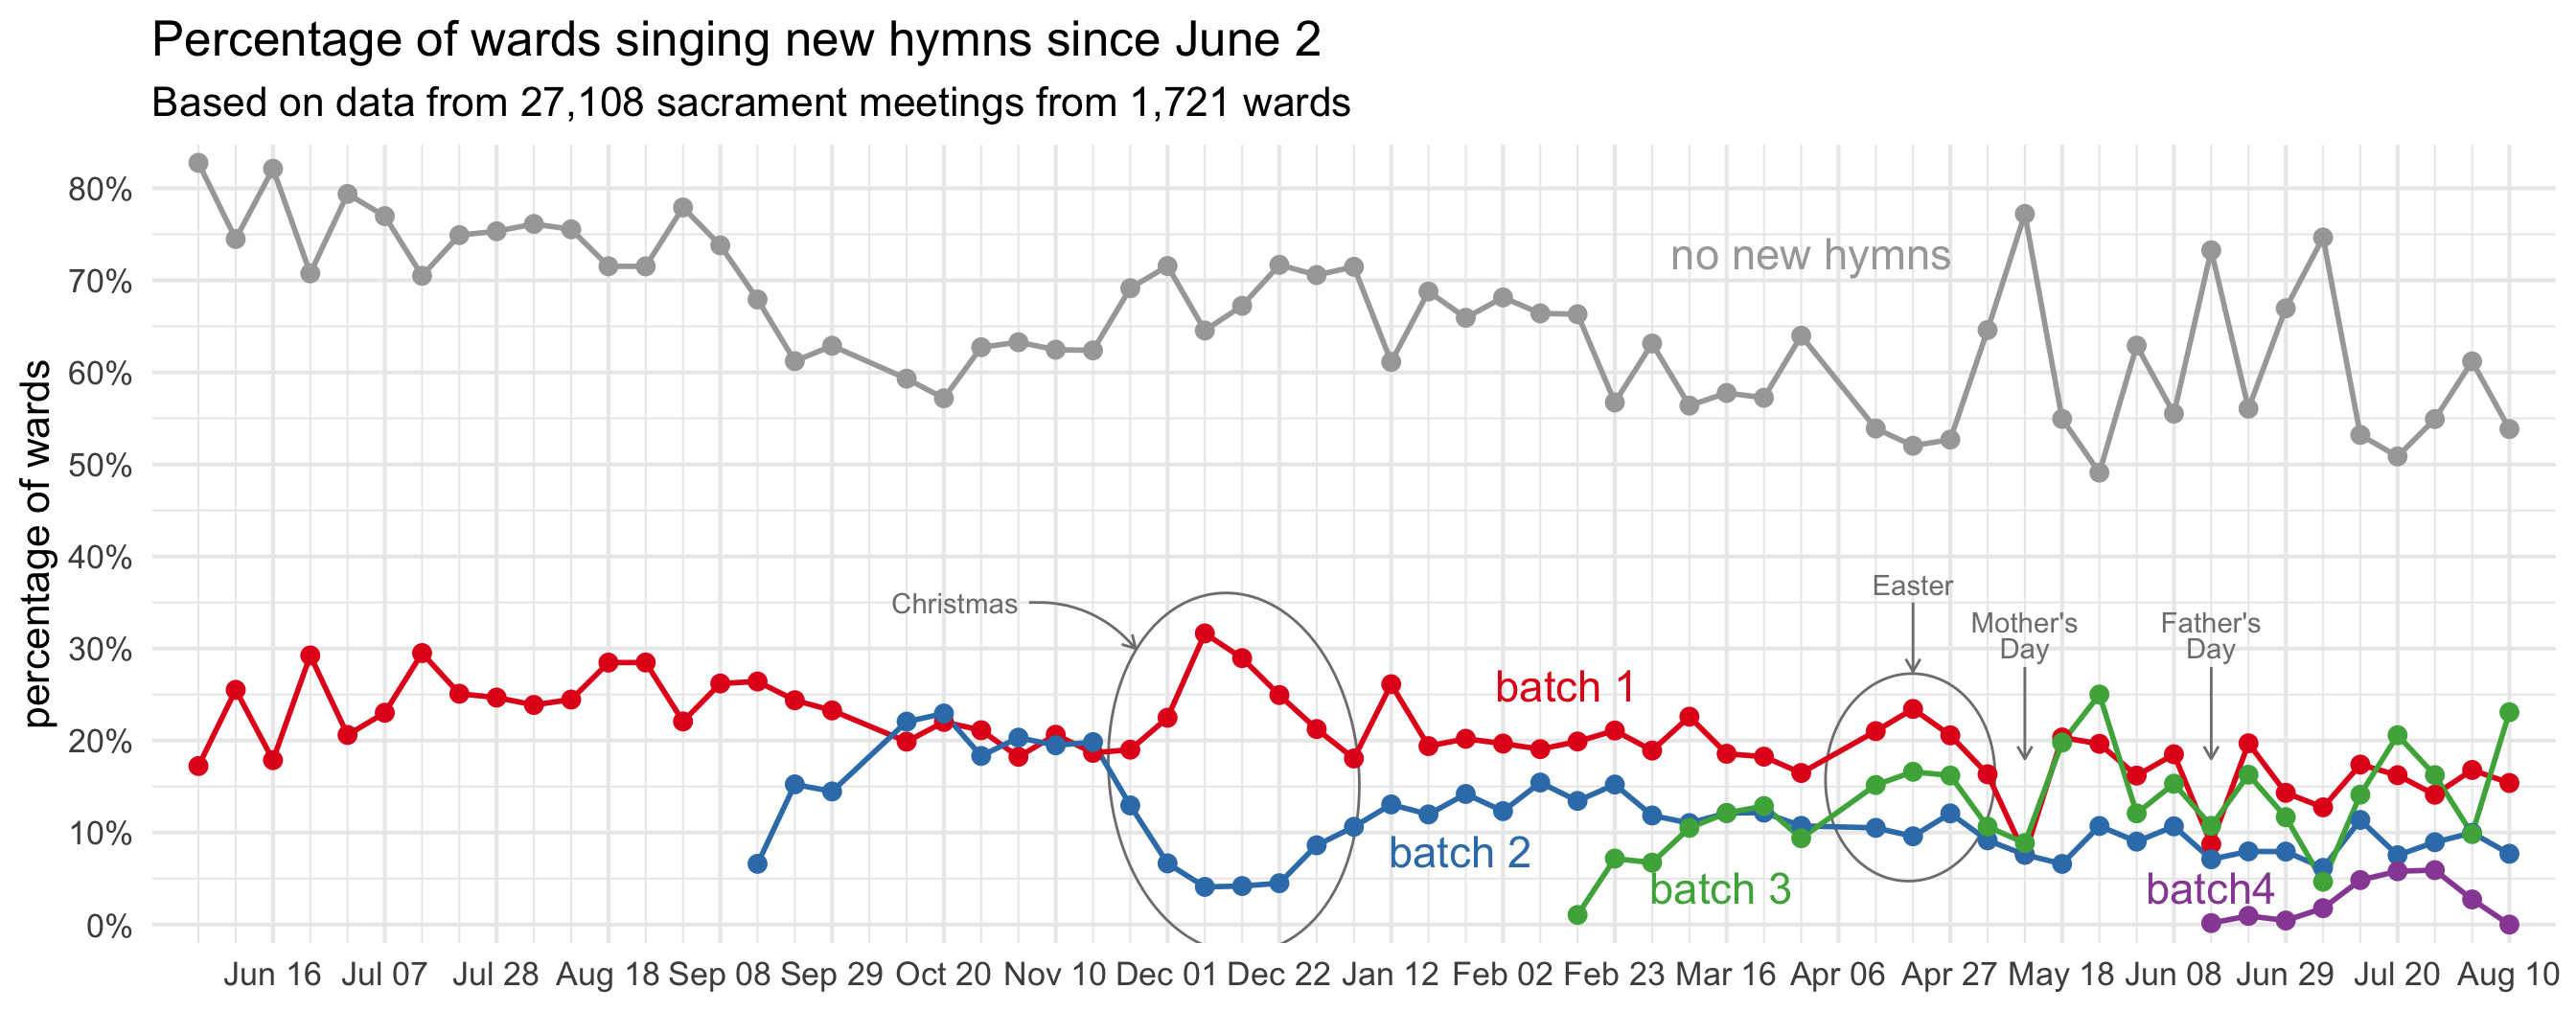 Percentage of wards singing new hymns since June 2
Based on data from 27,108 sacrament meetings from 1,721 wards
percentage of wards
80%
70%
60%
50%
40%
30%
20%
10%
0%
no new hymns
Christmas
Easter
Mother's
Day
Father's
Day
batch 1
batch 2
batch 3
batch4
Jun 16 Jul 07 Jul 28 Aug 18 Sep 08 Sep 29 Oct 20 Nov 10 Dec 01 Dec 22 Jan 12 Feb 02 Feb 23 Mar 16 Apr 06 Apr 27 May 18 Jun 08 Jun 29 Jul 20 Aug 10